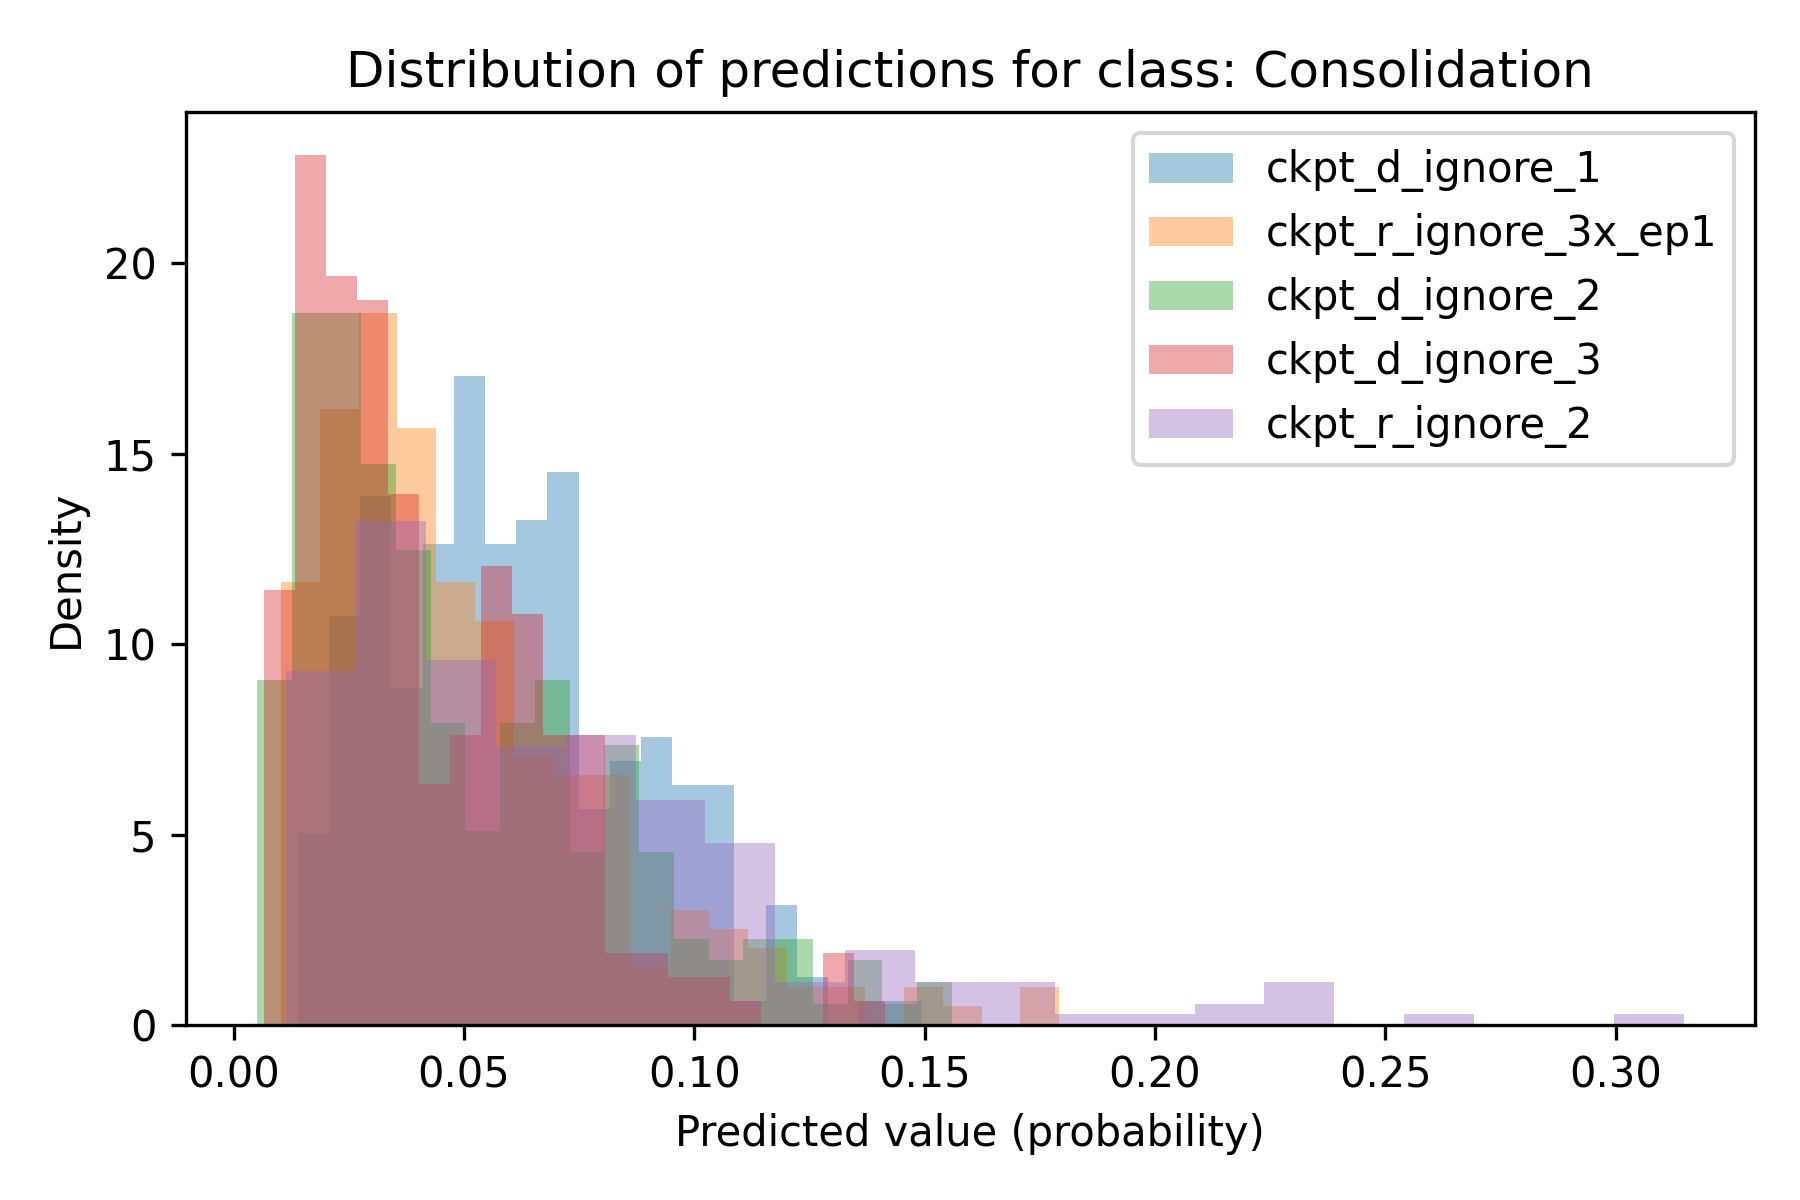 Distribution of predictions for class: Consolidation
ckpt_d_ignore_1
ckpt_r_ignore_3x_ep1
ckpt_d_ignore_2
ckpt_d_ignore_3
ckpt_r_ignore_2
Density
20
15
10
5
0
0.00 0.05 0.10 0.15 0.20 0.25 0.30
Predicted value (probability)